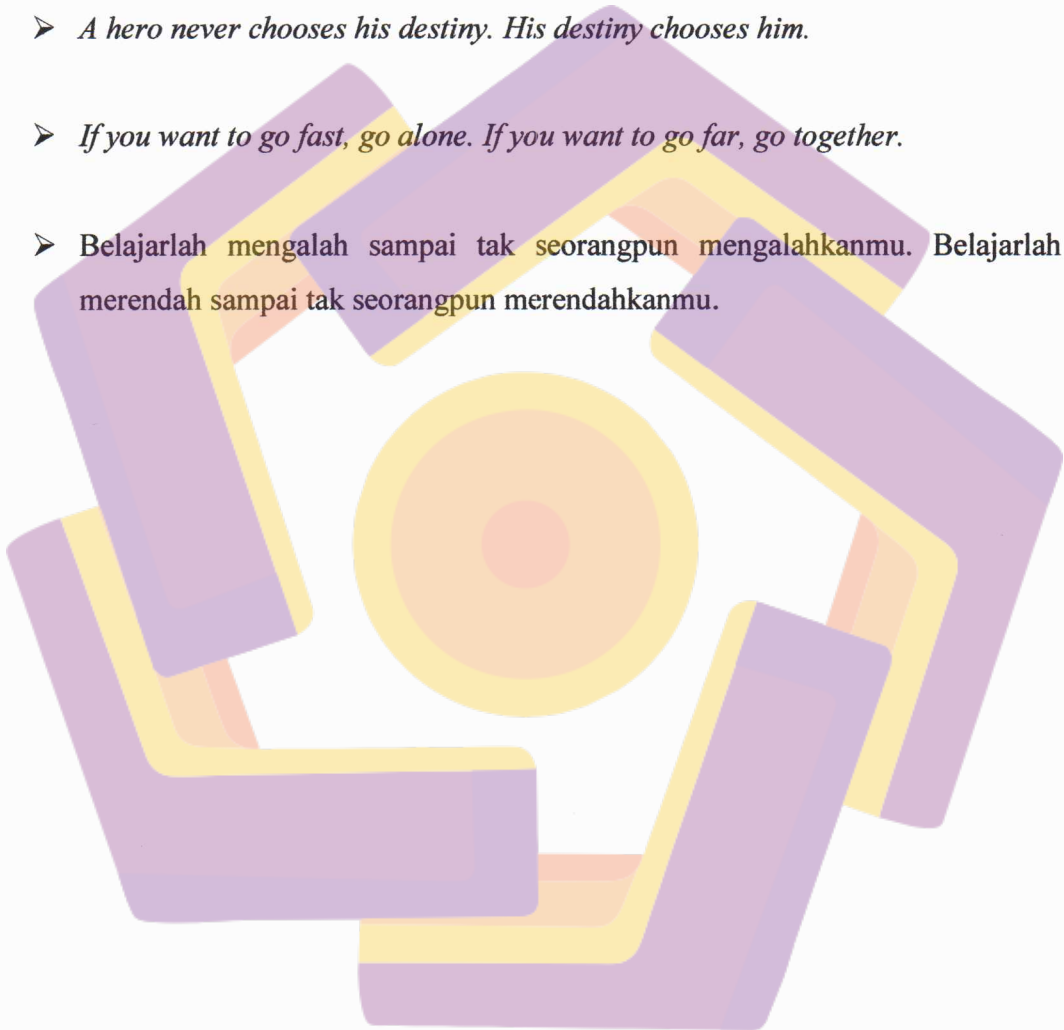 ➤ A hero never chooses his destiny. His destiny chooses him.
➤ If you want to go fast, go alone. If you want to go far, go together.
➤ Belajarlah mengalah sampai tak seorangpun mengalahkanmu. Belajarlah
merendah sampai tak seorangpun merendahkanmu.